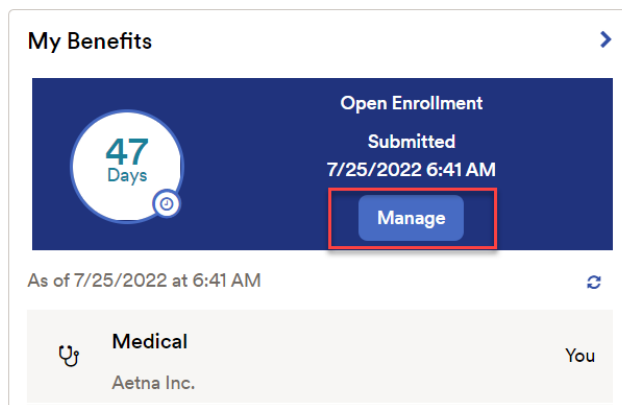 My Benefits
47
Days
Open Enrollment
Submitted
7/25/2022 6:41 AM
Manage
As of 7/25/2022 at 6:41 AM
Medical
You
Aetna Inc.